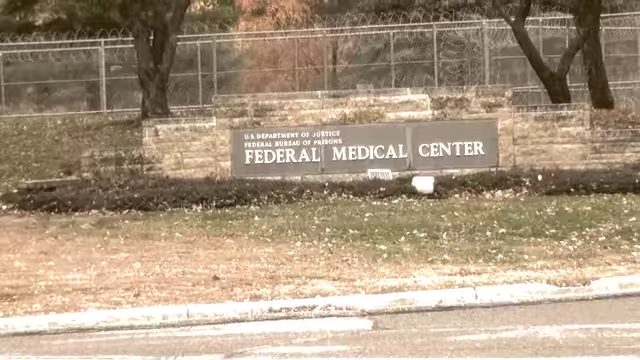 U.S. DEPARTMENT OF JUSTICE
FEDERAL BUREAU OF PRISONS
FEDERAL MEDICAL CENTER